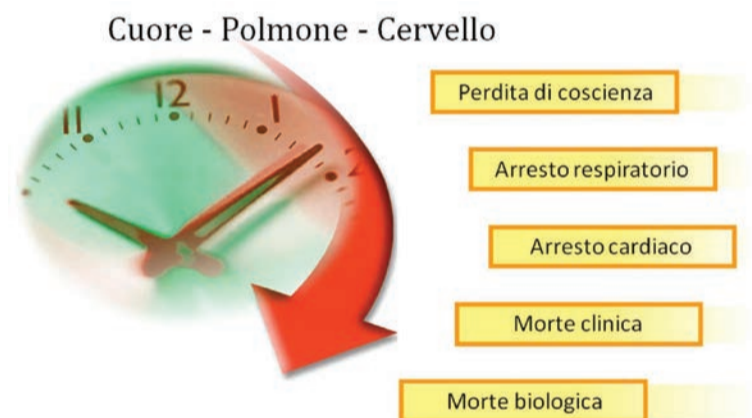 Cuore - Polmone - Cervello
11
12
1
Perdita di coscienza
Arresto respiratorio
Arresto cardiaco
Morte clinica
Morte biologica